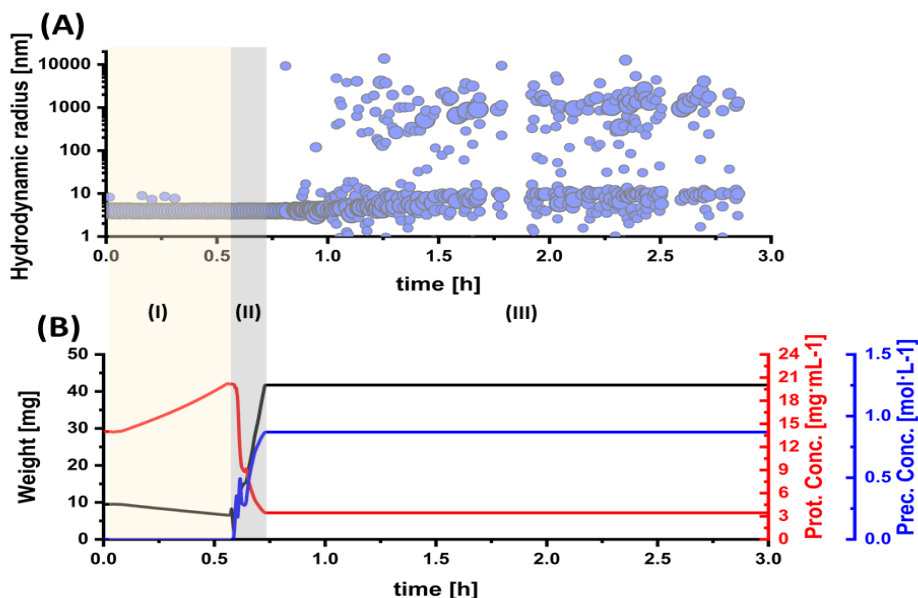 (A)
Hydrodynamic radius [nm]
10000
1000
100
10
1
0.0 0.5 1.0 1.5 2.0 2.5 3.0
time [h]
(I) (II) (III)
(B)
Weight [mg]
50
40
30
20
10
0
0.0 0.5 1.0 1.5 2.0 2.5 3.0
time [h]
24
21
18
15
12
9
6
3
0
Prot. Conc. [mg·mL-1]
1.5
1.0
0.5
0.0
Prec. Conc. [mol·L-1]